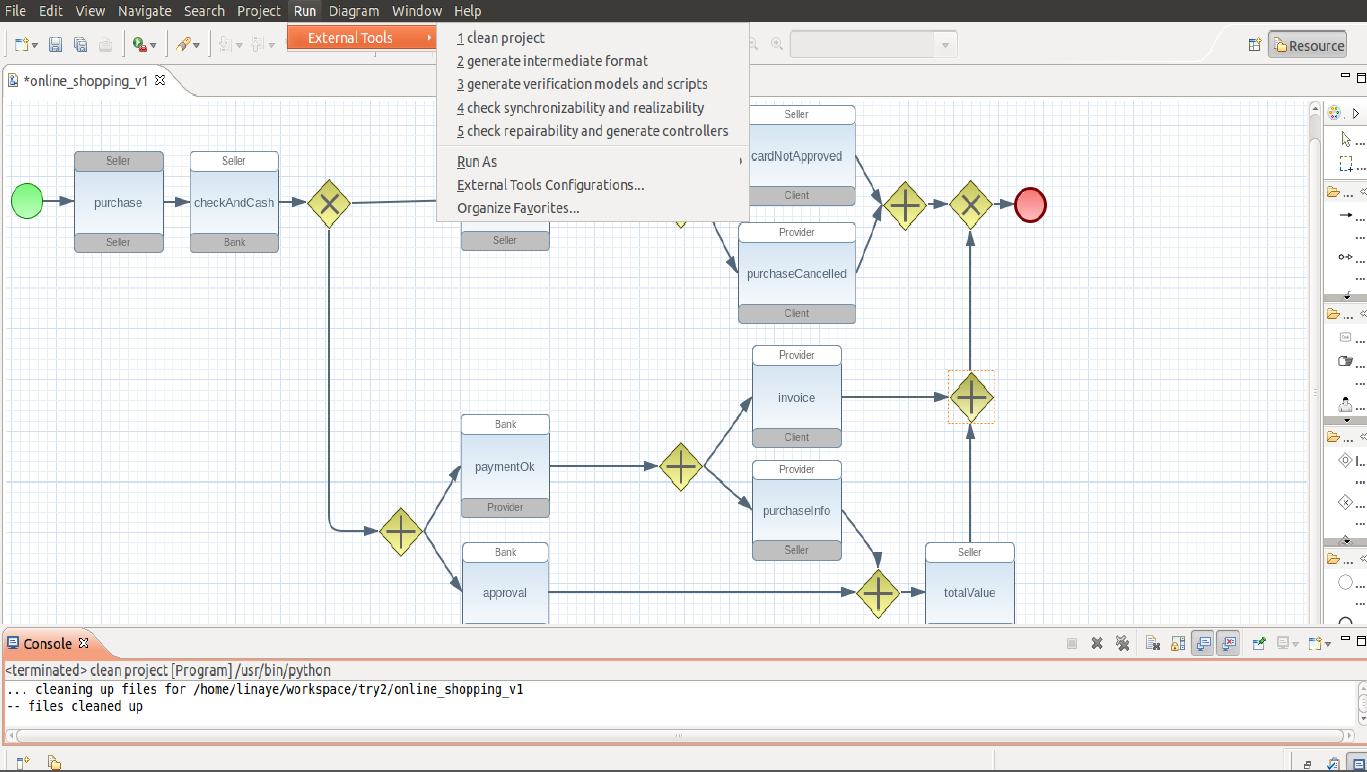 File Edit View Navigate Search Project Run Diagram Window Help
External Tools
1 clean project
2 generate intermediate format
3 generate verification models and scripts
4 check synchronizability and realizability
5 check repairability and generate controllers
Run As
External Tools Configurations...
Organize Favorites...
Resource
*online_shopping_v1
Seller
purchase
Seller
Seller
checkAndCash
Bank
Seller
Seller
cardNotApproved
Client
Provider
purchaseCancelled
Client
Provider
invoice
Client
Bank
paymentOk
Provider
Provider
purchaseInfo
Seller
Bank
approval
Seller
totalValue
Console
<terminated> clean project [Program] /usr/bin/python
... cleaning up files for /home/linaye/workspace/try2/online_shopping_v1
-- files cleaned up